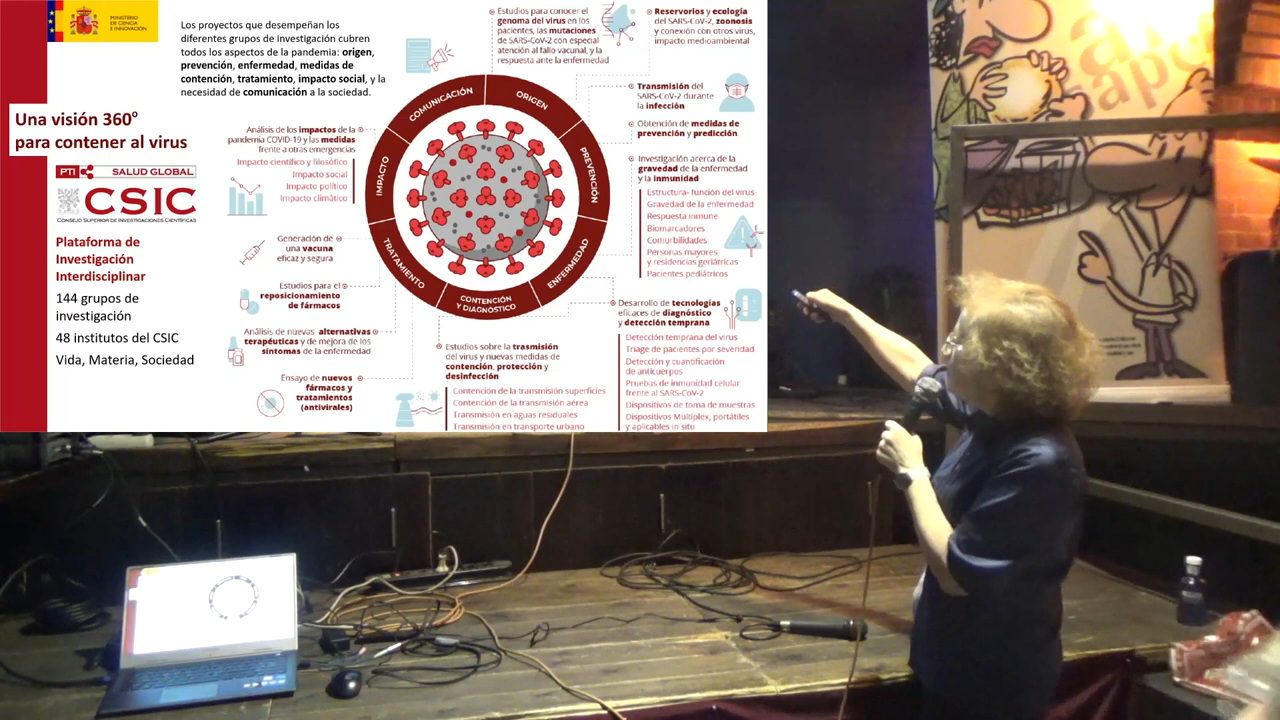 MINISTERIO
DE CIENCIA
E INNOVACIÓN
Los proyectos que desempeñan los
diferentes grupos de investigación cubren
todos los aspectos de la pandemia: origen,
prevención, enfermedad, medidas de
contención, tratamiento, impacto social, y la
necesidad de comunicación a la sociedad.
Una visión 360º
para contener al virus
PTI
SALUD GLOBAL
CSIC
CONSEJO SUPERIOR DE INVESTIGACIONES CIENTÍFICAS
Plataforma de
Investigación
Interdisciplinar
144 grupos de
investigación
48 institutos del CSIC
Vida, Materia, Sociedad
COMUNICACIÓN
ORIGEN
PREVENCIÓN
ENFERMEDAD
CONTENCIÓN
Y DIAGNÓSTICO
TRATAMIENTO
IMPACTO
Análisis de los impactos de la
pandemia COVID-19 y las medidas
frente a otras emergencias
Impacto científico y filosófico
Impacto social
Impacto político
Impacto climático
Generación de
una vacuna
eficaz y segura
Estudios para el
reposicionamiento
de fármacos
Análisis de nuevas alternativas
terapéuticas y de mejora de los
síntomas de la enfermedad
Ensayo de nuevos
fármacos y
tratamientos
(antivirales)
Estudios para conocer el
genoma del virus en los
pacientes, las mutaciones
de SARS-CoV-2 con especial
atención al fallo vacunal, y la
respuesta ante la enfermedad
Reservorios y ecología
del SARS-CoV-2, zoonosis
y conexión con otros virus,
impacto medioambiental
Transmisión del
SARS-CoV-2 durante
la infección
Obtención de medidas de
prevención y predicción
Investigación acerca de la
gravedad de la enfermedad
y la inmunidad
Estructura- función del virus
Gravedad de la enfermedad
Respuesta inmune
Biomarcadores
Comorbilidades
Personas mayores
y residencias geriátricas
Pacientes pediátricos
Desarrollo de tecnologías
eficaces de diagnóstico
y detección temprana
Detección temprana del virus
Triage de pacientes por severidad
Detección y cuantificación
de anticuerpos
Pruebas de inmunidad celular
frente al SARS-CoV-2
Dispositivos de toma de muestras
Dispositivos Multiplex, portátiles
y aplicables in situ
Estudios sobre la trasmisión
del virus y nuevas medidas de
contención, protección y
desinfección
Contención de la transmisión superficies
Contención de la transmisión aérea
Transmisión en aguas residuales
Transmisión en transporte urbano